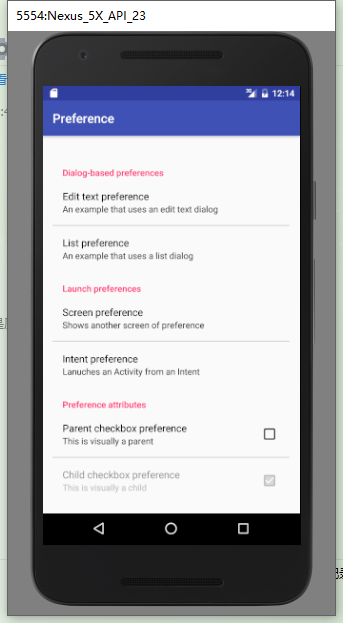 5554:Nexus_5X_API_23
12:14
Preference
Dialog-based preferences
Edit text preference
An example that uses an edit text dialog
List preference
An example that uses a list dialog
Launch preferences
Screen preference
Shows another screen of preference
Intent preference
Lanuches an Activity from an Intent
Preference attributes
Parent checkbox preference
This is visually a parent
Child checkbox preference
This is visually a child